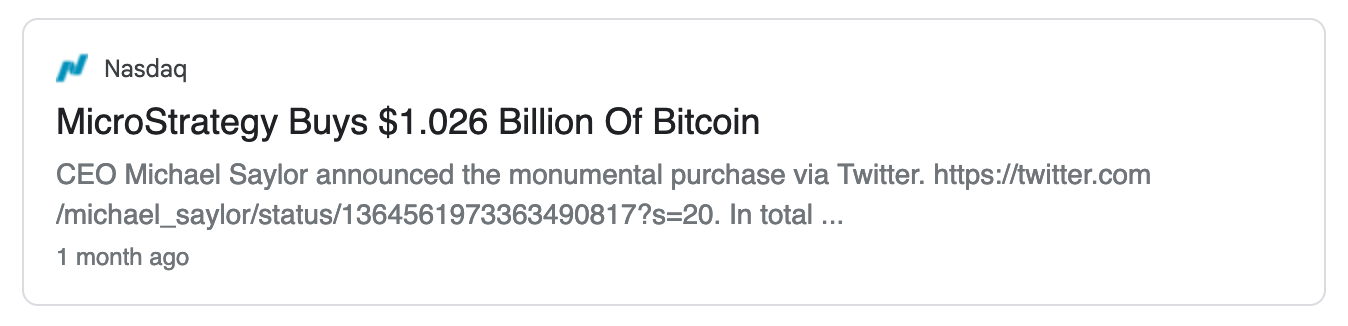 Nasdaq
MicroStrategy Buys $1.026 Billion Of Bitcoin
CEO Michael Saylor announced the monumental purchase via Twitter. https://twitter.com
/michael_saylor/status/1364561973363490817?s=20. In total ...
1 month ago